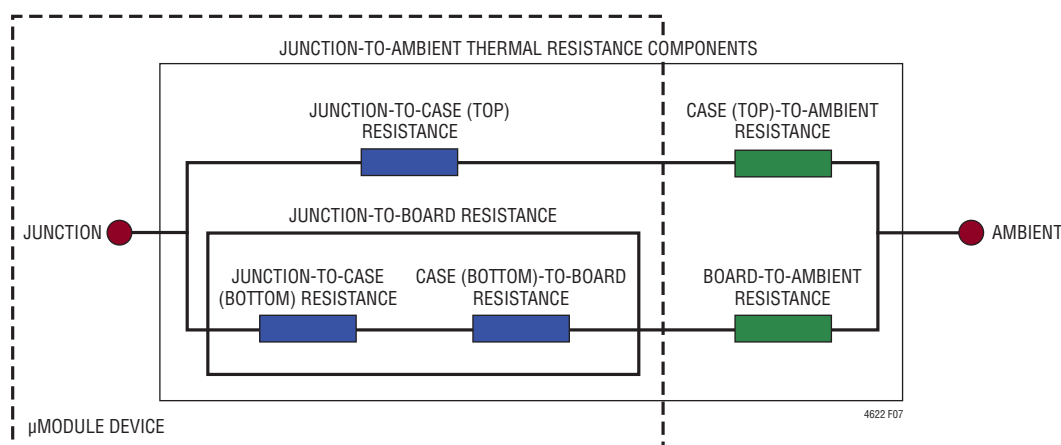 JUNCTION-TO-AMBIENT THERMAL RESISTANCE COMPONENTS
JUNCTION-TO-CASE (TOP)
RESISTANCE
CASE (TOP)-TO-AMBIENT
RESISTANCE
JUNCTION-TO-BOARD RESISTANCE
JUNCTION
AMBIENT
JUNCTION-TO-CASE
(BOTTOM) RESISTANCE
CASE (BOTTOM)-TO-BOARD
RESISTANCE
BOARD-TO-AMBIENT
RESISTANCE
4622 F07
µMODULE DEVICE